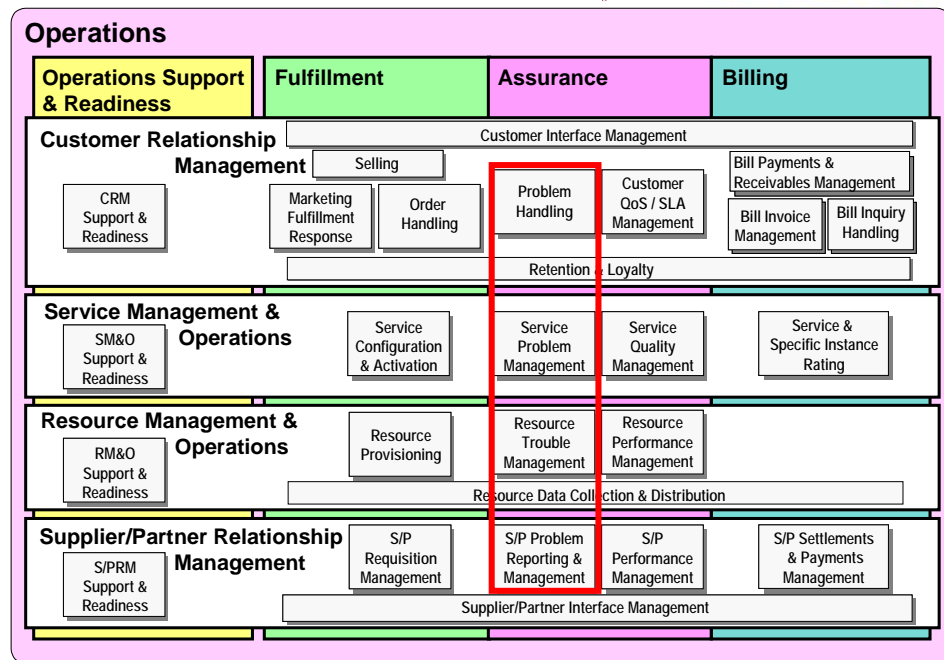 Operations
Operations Support
& Readiness
Fulfillment
Assurance
Billing
Customer Relationship
Management
Customer Interface Management
Selling
CRM
Support &
Readiness
Marketing
Fulfillment
Response
Order
Handling
Problem
Handling
Customer
QoS / SLA
Management
Bill Payments &
Receivables Management
Bill Invoice
Management
Bill Inquiry
Handling
Retention & Loyalty
Service Management &
Operations
SM&O
Support &
Readiness
Service
Configuration
& Activation
Service
Problem
Management
Service
Quality
Management
Service &
Specific Instance
Rating
Resource Management &
Operations
RM&O
Support &
Readiness
Resource
Provisioning
Resource
Trouble
Management
Resource
Performance
Management
Resource Data Collection & Distribution
Supplier/Partner Relationship
Management
S/PRM
Support &
Readiness
S/P
Requisition
Management
S/P Problem
Reporting &
Management
S/P
Performance
Management
S/P Settlements
& Payments
Management
Supplier/Partner Interface Management